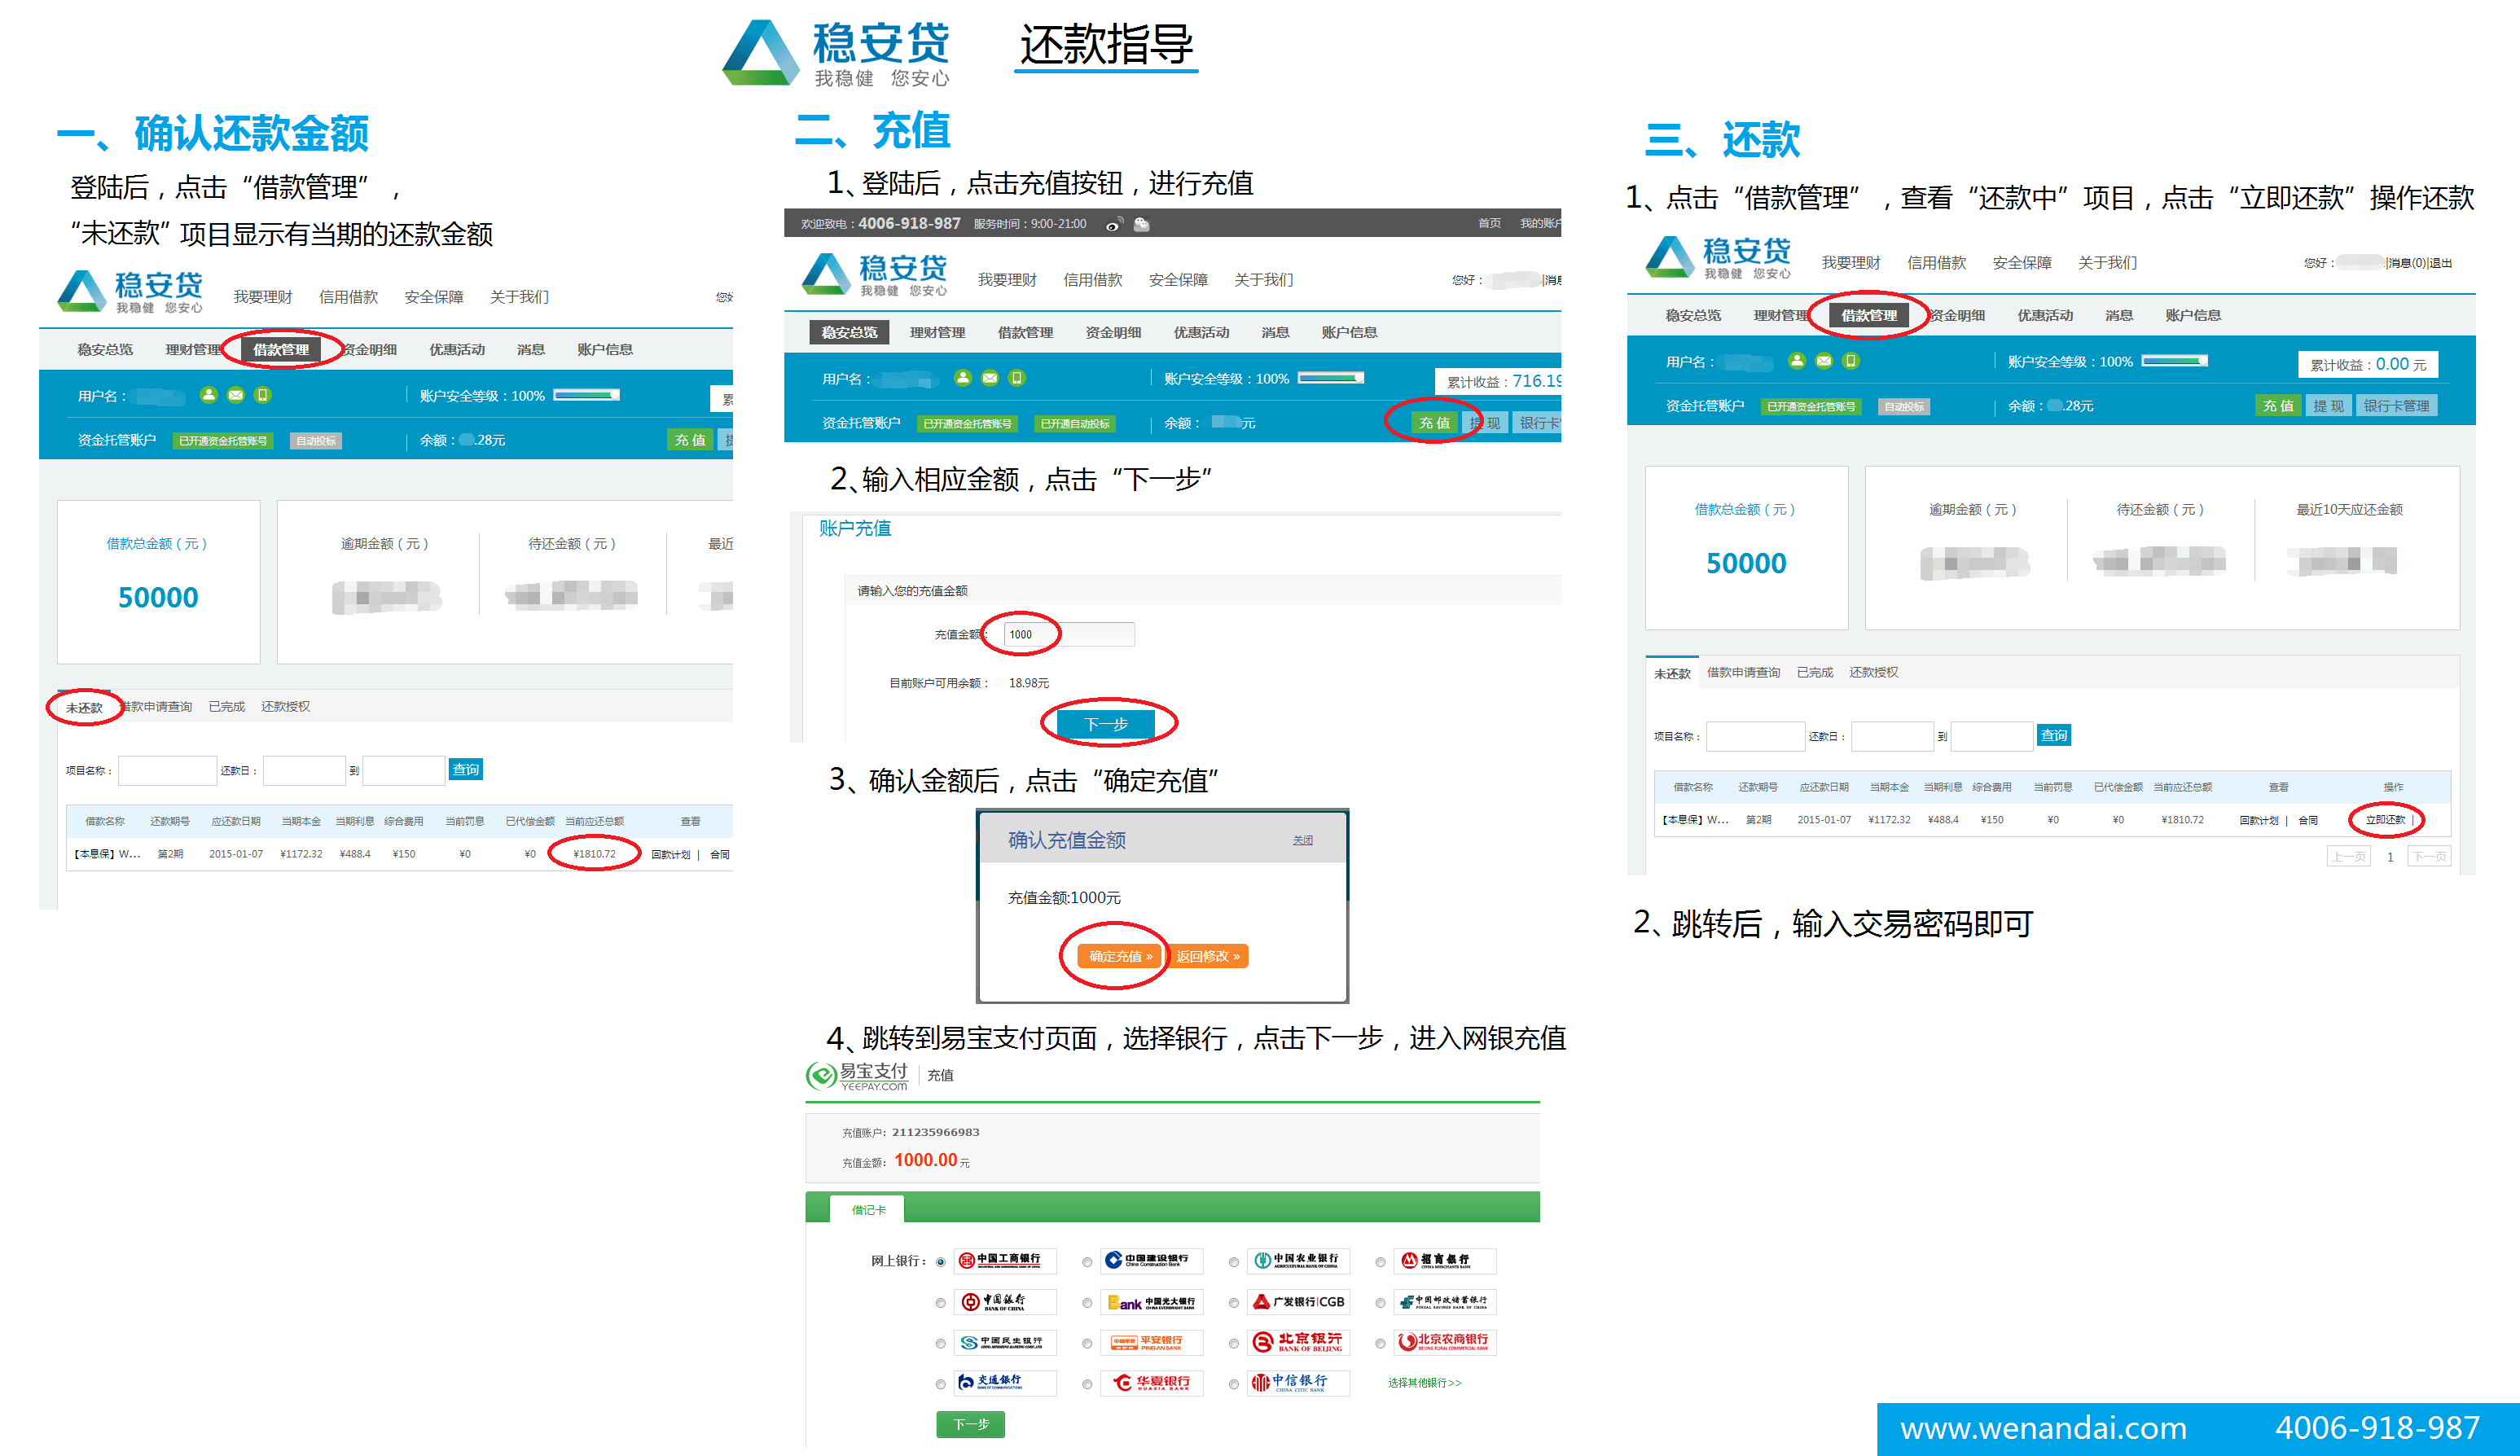 稳安贷
我稳健 您安心
还款指导
一、确认还款金额
登陆后，点击“借款管理”，
“未还款”项目显示有当期的还款金额
稳安贷
我稳健 您安心
我要理财 信用借款 安全保障 关于我们
稳安总览 理财管理 借款管理 资金明细 优惠活动 消息 账户信息
用户名： 账户安全等级：100%
资金托管账户 已开通资金托管账号 自动投标 余额： .28元 充 值
借款总金额（元） 逾期金额（元） 待还金额（元） 最近
50000
未还款 借款申请查询 已完成 还款授权
项目名称： 还款日： 到 查询
借款名称 还款期号 应还款日期 当期本金 当期利息 综合费用 当前罚息 已代偿金额 当前应还总额 查看
【本息保】W... 第2期 2015-01-07 ¥1172.32 ¥488.4 ¥150 ¥0 ¥0 ¥1810.72 回款计划 | 合同
二、充值
1、登陆后，点击充值按钮，进行充值
欢迎致电：4006-918-987 服务时间：9:00-21:00 首页 我的账户
稳安贷
我稳健 您安心
我要理财 信用借款 安全保障 关于我们 您好： |消息
稳安总览 理财管理 借款管理 资金明细 优惠活动 消息 账户信息
用户名： 账户安全等级：100% 累计收益：716.19
资金托管账户 已开通资金托管账号 已开通自动投标 余额： 元 充 值 提 现 银行卡
2、输入相应金额，点击“下一步”
账户充值
请输入您的充值金额
充值金额： 1000
目前账户可用余额： 18.98元
下一步
3、确认金额后，点击“确定充值”
确认充值金额 关闭
充值金额:1000元
确定充值 » 返回修改 »
4、跳转到易宝支付页面，选择银行，点击下一步，进入网银充值
易宝支付 充值
YEEPAY.COM
充值账户: 211235966983
充值金额: 1000.00 元
借记卡
网上银行： 中国工商银行 中国建设银行 China Construction Bank 中国农业银行 AGRICULTURAL BANK OF CHINA 招商银行 CHINA MERCHANTS BANK
中国银行 BANK OF CHINA Bank 中国光大银行 CHINA EVERBRIGHT BANK 广发银行|CGB 中国邮政储蓄银行 POSTAL SAVINGS BANK OF CHINA
中国民生银行 平安银行 PING AN BANK 北京银行 BANK OF BEIJING 北京农商银行 BEIJING RURAL COMMERCIAL BANK
交通银行 BANK OF COMMUNICATIONS 华夏银行 HUAXIA BANK 中信银行 CHINA CITIC BANK 选择其他银行>>
下一步
三、还款
1、点击“借款管理”，查看“还款中”项目，点击“立即还款”操作还款
稳安贷
我稳健 您安心
我要理财 信用借款 安全保障 关于我们 您好： |消息(0)|退出
稳安总览 理财管理 借款管理 资金明细 优惠活动 消息 账户信息
用户名： 账户安全等级：100% 累计收益：0.00 元
资金托管账户 已开通资金托管账号 自动投标 余额： .28元 充 值 提 现 银行卡管理
借款总金额（元） 逾期金额（元） 待还金额（元） 最近10天应还金额
50000
未还款 借款申请查询 已完成 还款授权
项目名称： 还款日： 到 查询
借款名称 还款期号 应还款日期 当期本金 当期利息 综合费用 当前罚息 已代偿金额 当前应还总额 查看 操作
【本息保】W... 第2期 2015-01-07 ¥1172.32 ¥488.4 ¥150 ¥0 ¥0 ¥1810.72 回款计划 | 合同 立即还款 |
上一页 1 下一页
2、跳转后，输入交易密码即可
www.wenandai.com 4006-918-987